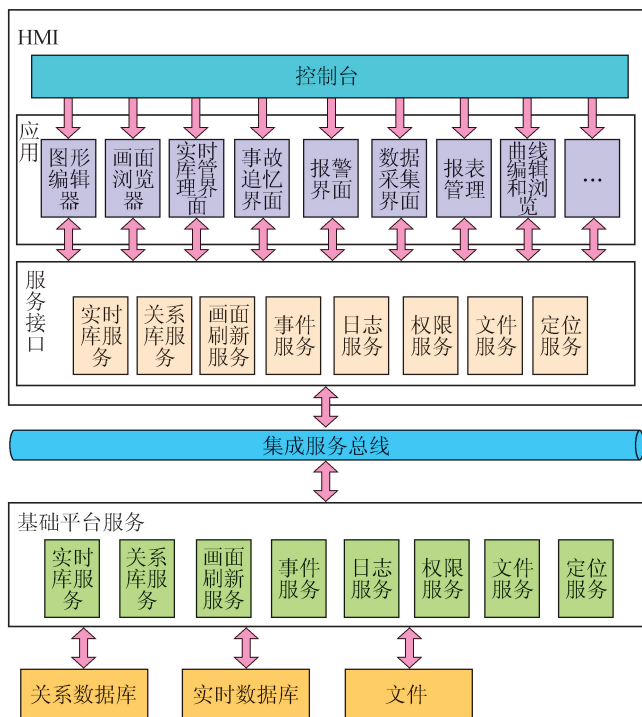 HMI
控制台
应
用
图形
编辑
器
画面
浏览
器
实时
库管
理界
面
事故
追忆
界面
报警
界面
数据
采集
界面
报表
管理
曲线
编辑
和浏
览
…
服
务
接
口
实时
库服
务
关系
库服
务
画面
刷新
服务
事件
服务
日志
服务
权限
服务
文件
服务
定位
服务
集成服务总线
基础平台服务
实时
库服
务
关系
库服
务
画面
刷新
服务
事件
服务
日志
服务
权限
服务
文件
服务
定位
服务
关系数据库
实时数据库
文件